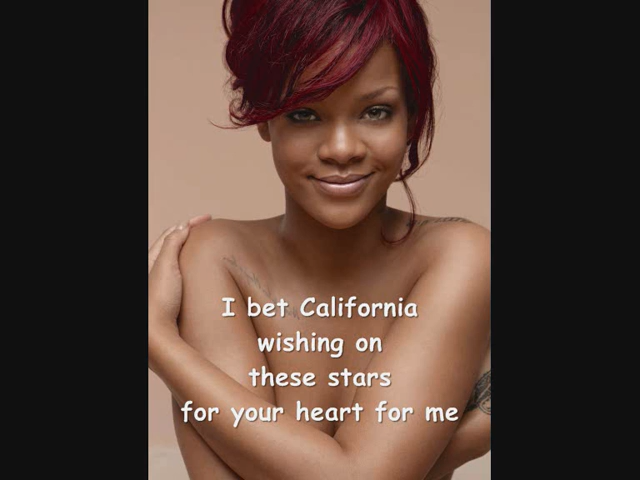 I bet California
wishing on
these stars
for your heart for me